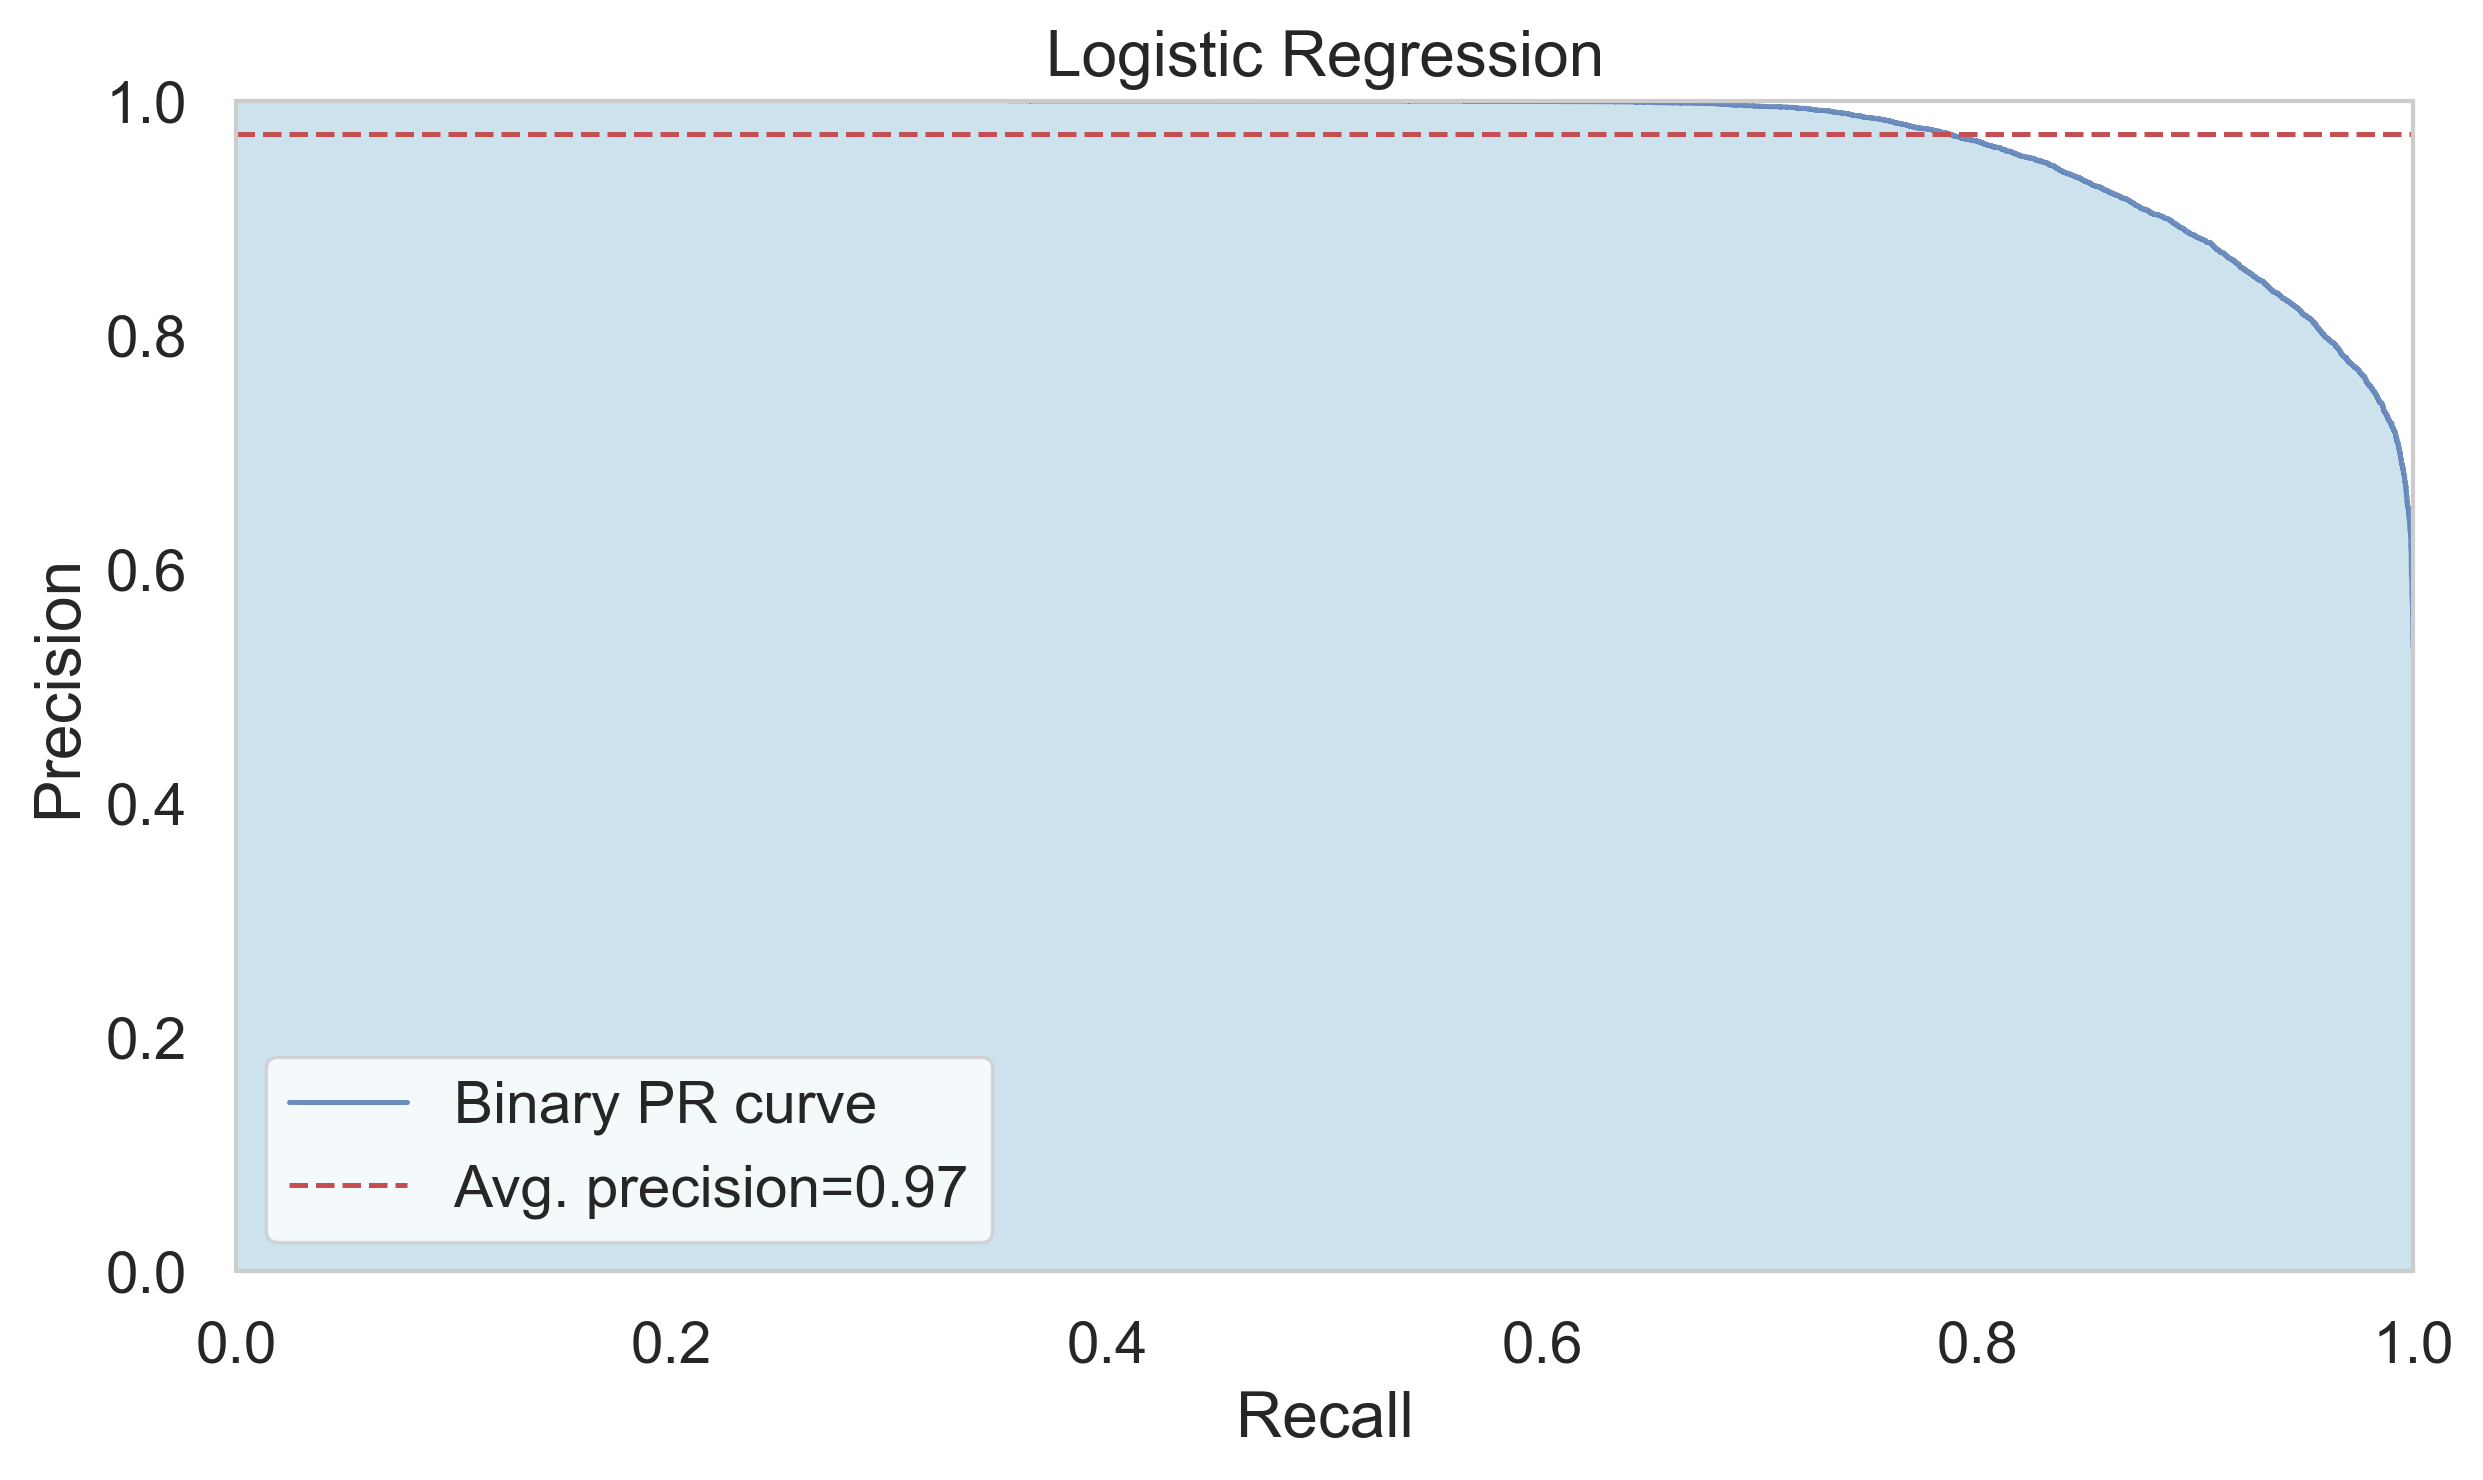 Logistic Regression
1.0
0.8
0.6
0.4
0.2
0.0
Precision
Binary PR curve
Avg. precision=0.97
0.0 0.2 0.4 0.6 0.8 1.0
Recall